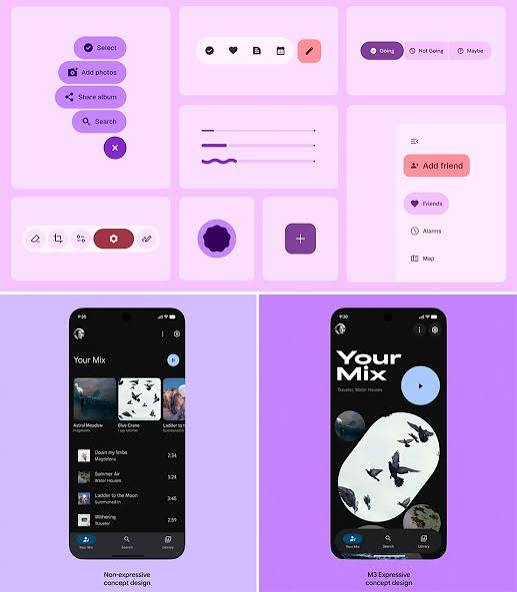 Select
Add photos
Share album
Search
Going
Not Going
Maybe
Add friend
Friends
Alarms
Map
9:30
Your Mix
Astral Meadow
Blue Crane
Ladder to t
Down my limbs
Magdalena
2:34
Summer Air
Water Houses
3:24
Ladder to the Moon
Summoned In
3:45
Withering
Traveler
2:59
Your Mix
Search
Library
Non-expressive
concept design
9:30
Your
Mix
Traveler, Water Houses
Your Mix
Search
Library
M3 Expressive
concept design